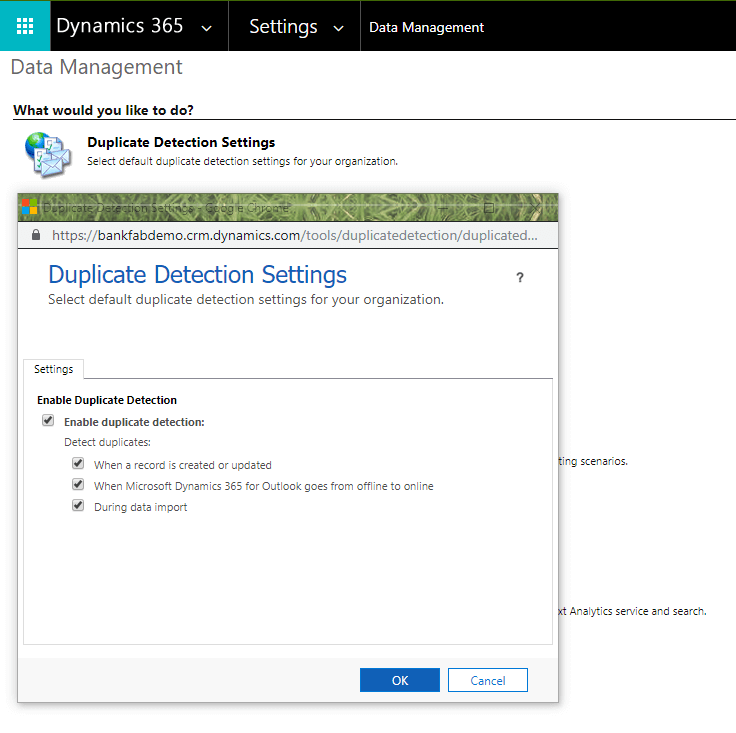 Dynamics 365
Settings
Data Management
Data Management
What would you like to do?
Duplicate Detection Settings
Select default duplicate detection settings for your organization.
Duplicate Detection Settings - Google Chrome
https://bankfabdemo.crm.dynamics.com/tools/duplicatedetection/duplicated...
Duplicate Detection Settings
?
Select default duplicate detection settings for your organization.
Settings
Enable Duplicate Detection
Enable duplicate detection:
Detect duplicates:
When a record is created or updated
ting scenarios.
When Microsoft Dynamics 365 for Outlook goes from offline to online
During data import
xt Analytics service and search.
OK
Cancel